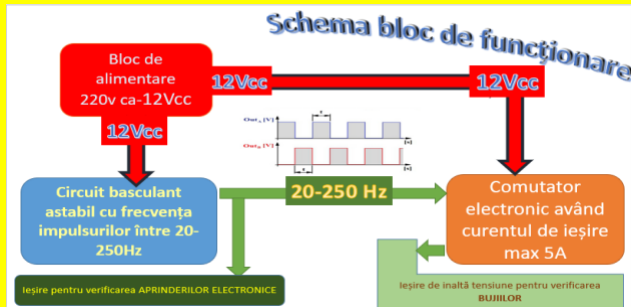 Schema bloc de funcționare
Bloc de
alimentare
220v ca-12Vcc
12Vcc
12Vcc
12Vcc
Out [V]
Out [V]
Circuit basculant
astabil cu frecvența
impulsurilor între 20-
250Hz
20-250 Hz
Comutator
electronic având
curentul de ieșire
max 5A
Ieșire pentru verificarea APRINDERILOR ELECTRONICE
Ieșire de inaltă tensiune pentru verificarea
BUJIILOR